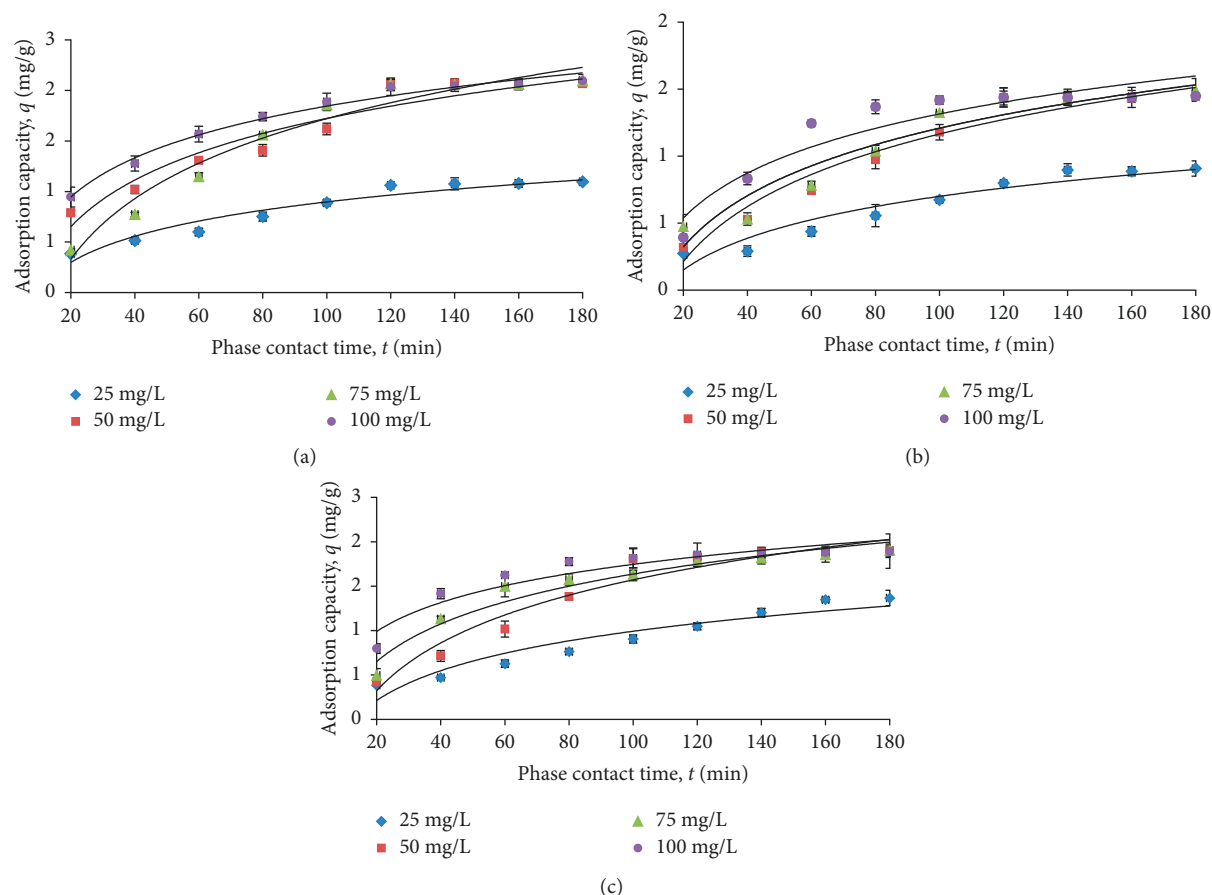 3
2
2
1
1
0
Adsorption capacity, q (mg/g)
20 40 60 80 100 120 140 160 180
Phase contact time, t (min)
25 mg/L
50 mg/L
75 mg/L
100 mg/L
(a)
2
2
1
1
0
Adsorption capacity, q (mg/g)
20 40 60 80 100 120 140 160 180
Phase contact time, t (min)
25 mg/L
50 mg/L
75 mg/L
100 mg/L
(b)
3
2
2
1
1
0
Adsorption capacity, q (mg/g)
20 40 60 80 100 120 140 160 180
Phase contact time, t (min)
25 mg/L
50 mg/L
75 mg/L
100 mg/L
(c)